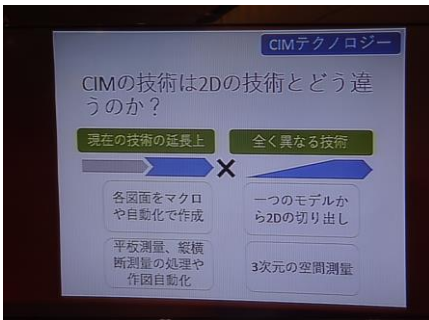 CIMテクノロジー
CIMの技術は2Dの技術とどう違
うのか？
現在の技術の延長上
全く異なる技術
各図面をマクロ
や自動化で作成
一つのモデルか
ら2Dの切り出し
平板測量、縦横
断測量の処理や
作図自動化
3次元の空間測量